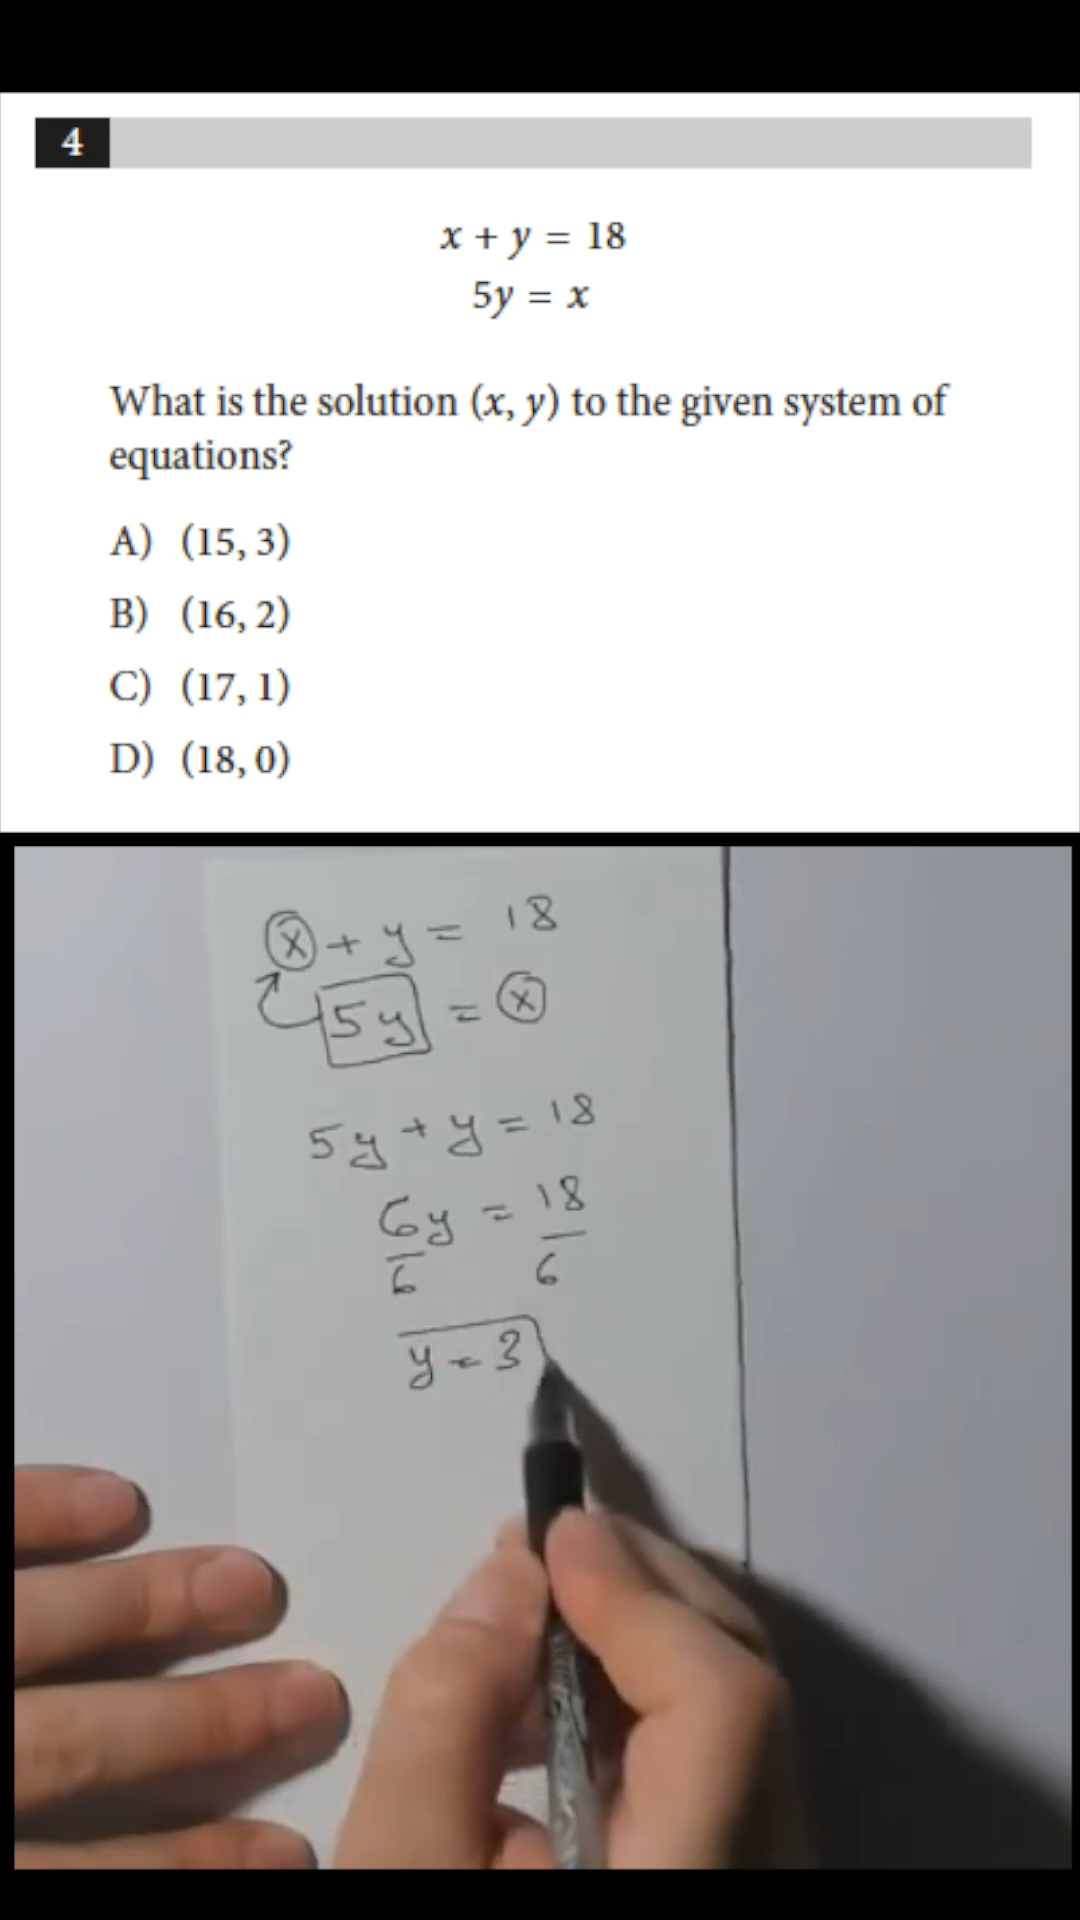 4
x + y = 18
5y = x
What is the solution (x, y) to the given system of
equations?
A) (15, 3)
B) (16, 2)
C) (17, 1)
D) (18, 0)
x + y = 18
5y = x
5y + y = 18
6y = 18
6 6
y = 3